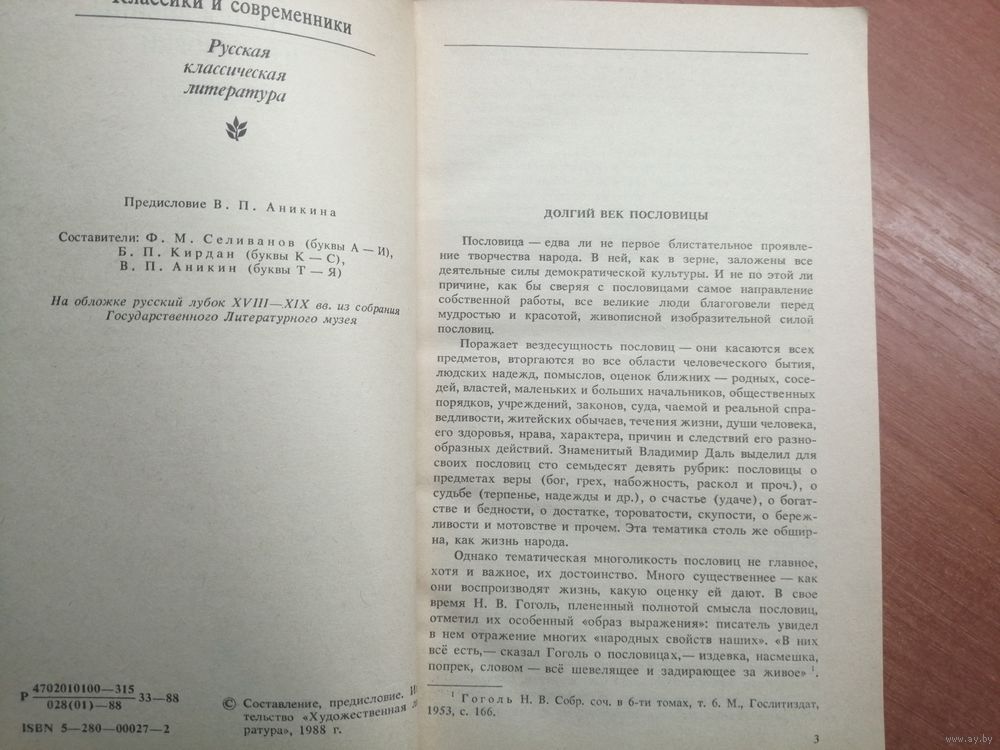 Классики и современники
Русская
классическая
литература
Предисловие В. П. Аникина
Составители: Ф. М. Селиванов (буквы А — И),
Б. П. Кирдан (буквы К — С),
В. П. Аникин (буквы Т — Я)
На обложке русский лубок XVIII—XIX вв. из собрания
Государственного Литературного музея
Р 4702010100—315 33—88
028(01)—88
ISBN 5—280—00027—2
© Составление, предисловие.
тельство «Художественная
ратура», 1988 г.
ДОЛГИЙ ВЕК ПОСЛОВИЦЫ
Пословица — едва ли не первое блистательное проявле-
ние творчества народа. В ней, как в зерне, заложены все
деятельные силы демократической культуры. И не по этой ли
причине, как бы сверяя с пословицами самое направление
собственной работы, все великие люди благоговели перед
мудростью и красотой, живописной изобразительной силой
пословиц.
Поражает вездесущность пословиц — они касаются всех
предметов, вторгаются во все области человеческого бытия,
людских надежд, помыслов, оценок ближних — родных, сосе-
дей, властей, маленьких и больших начальников, общественных
порядков, учреждений, законов, суда, чаемой и реальной спра-
ведливости, житейских обычаев, течения жизни, души человека,
его здоровья, нрава, характера, причин и следствий его разно-
образных действий. Знаменитый Владимир Даль выделил для
своих пословиц сто семьдесят девять рубрик: пословицы о
предметах веры (бог, грех, набожность, раскол и проч.), о
судьбе (терпенье, надежды и др.), о счастье (удаче), о богат-
стве и бедности, о достатке, тороватости, скупости, о береж-
ливости и мотовстве и прочем. Эта тематика столь же обшир-
на, как жизнь народа.
Однако тематическая многоликость пословиц не главное,
хотя и важное, их достоинство. Много существеннее — как
они воспроизводят жизнь, какую оценку ей дают. В свое
время Н. В. Гоголь, плененный полнотой смысла пословиц,
отметил их особенный «образ выражения»: писатель увидел
в нем отражение многих «народных свойств наших». «В них
всё есть,— сказал Гоголь о пословицах,— издевка, насмешка,
попрек, словом — всё шевелящее и задирающее за живое» ¹.
¹ Гоголь Н. В. Собр. соч. в 6-ти томах, т. 6. М., Гослитиздат,
1953, с. 166.
3
www.ay.by